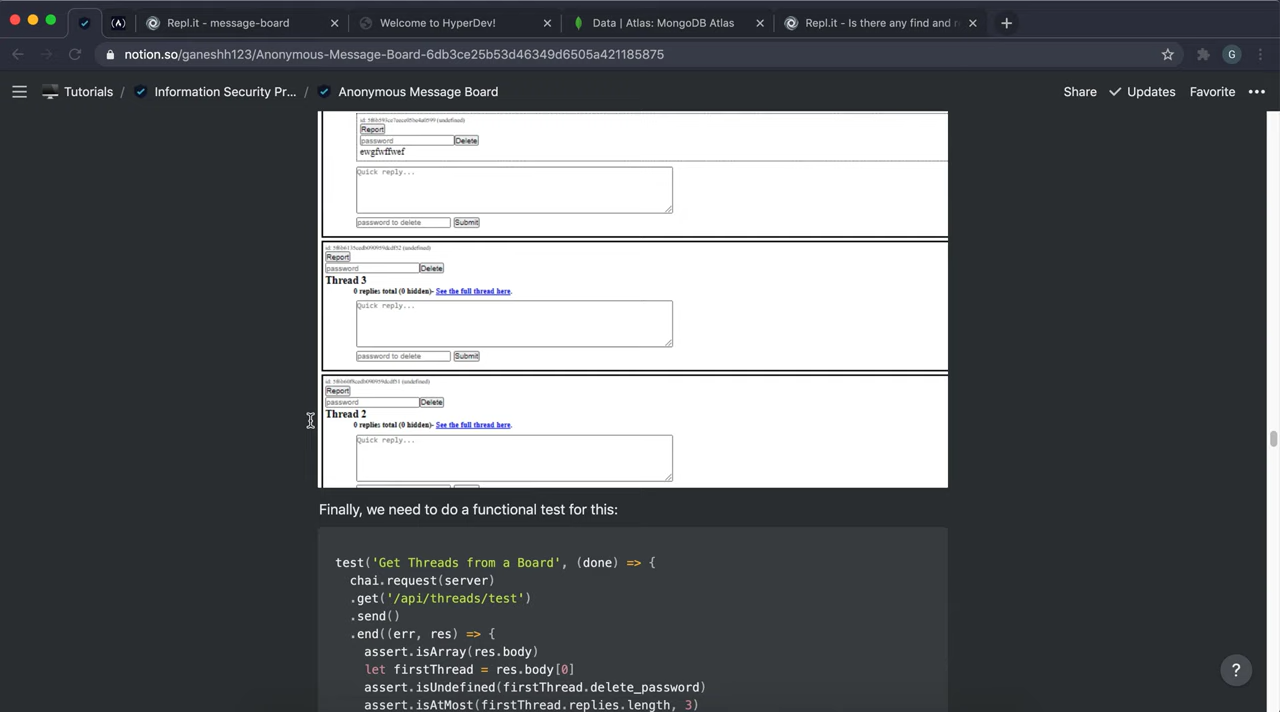 Repl.it - message-board
Welcome to HyperDev!
Data | Atlas: MongoDB Atlas
Repl.it - Is there any find and r
notion.so/ganeshh123/Anonymous-Message-Board-6db3ce25b53d46349d6505a421185875
G
Tutorials / Information Security Pr... / Anonymous Message Board
Share Updates Favorite
Report
password Delete
ewgfwffwef
Quick reply...
password to delete Submit
Report
password Delete
Thread 3
0 replies total (0 hidden)- See the full thread here.
Quick reply...
password to delete Submit
Report
password Delete
Thread 2
0 replies total (0 hidden)- See the full thread here.
Quick reply...
Finally, we need to do a functional test for this:
test('Get Threads from a Board', (done) => {
chai.request(server)
.get('/api/threads/test')
.send()
.end((err, res) => {
assert.isArray(res.body)
let firstThread = res.body[0]
assert.isUndefined(firstThread.delete_password)
assert.isAtMost(firstThread.replies.length, 3)
?